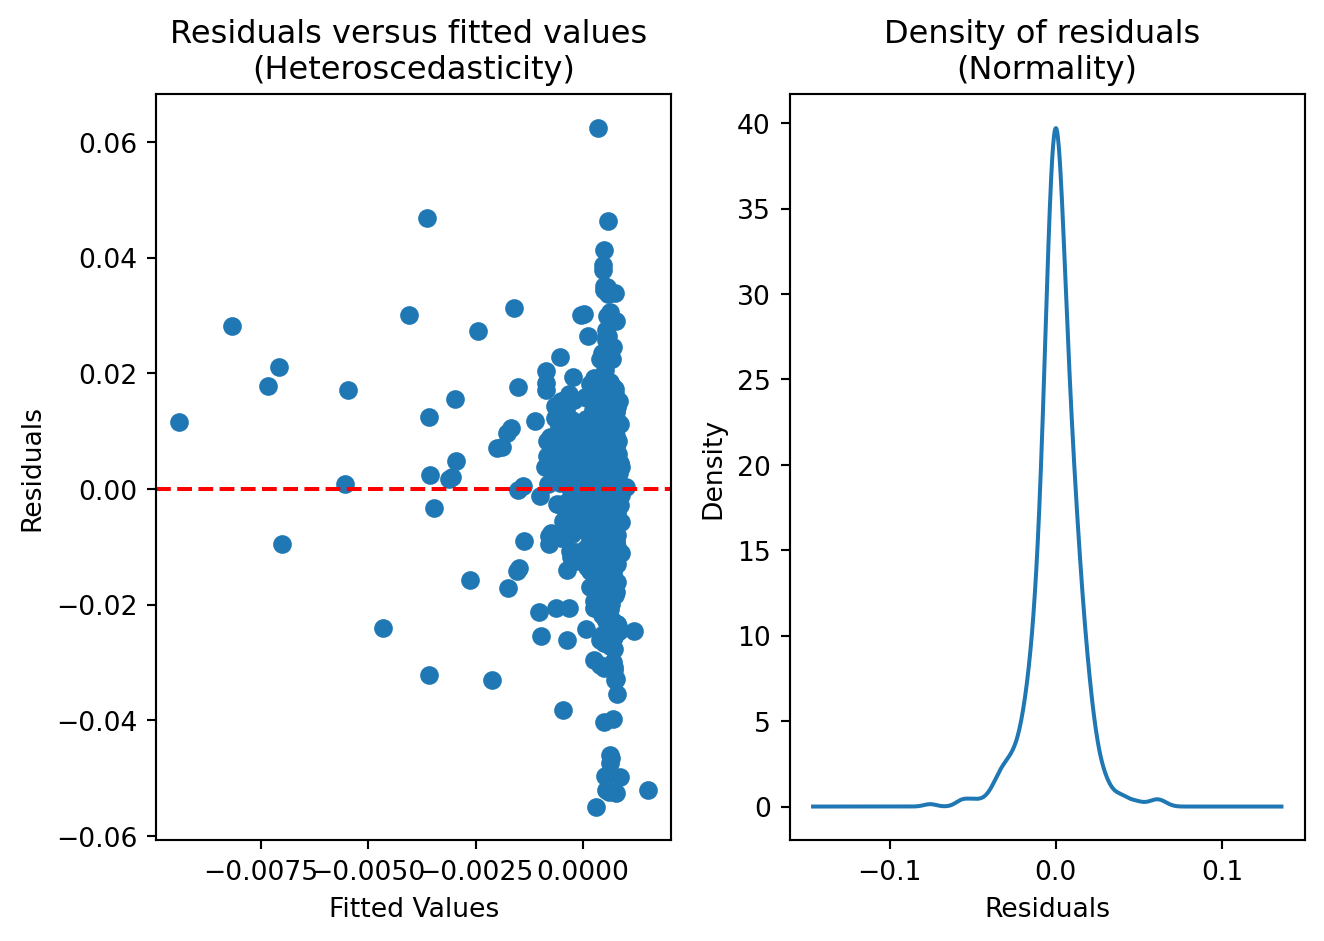 Residuals versus fitted values
(Heteroscedasticity)
0.06
0.04
0.02
0.00
−0.02
−0.04
−0.06
Residuals
−0.0075
−0.0050
−0.0025
0.0000
Fitted Values
Density of residuals
(Normality)
40
35
30
25
20
15
10
5
0
Density
−0.1
0.0
0.1
Residuals